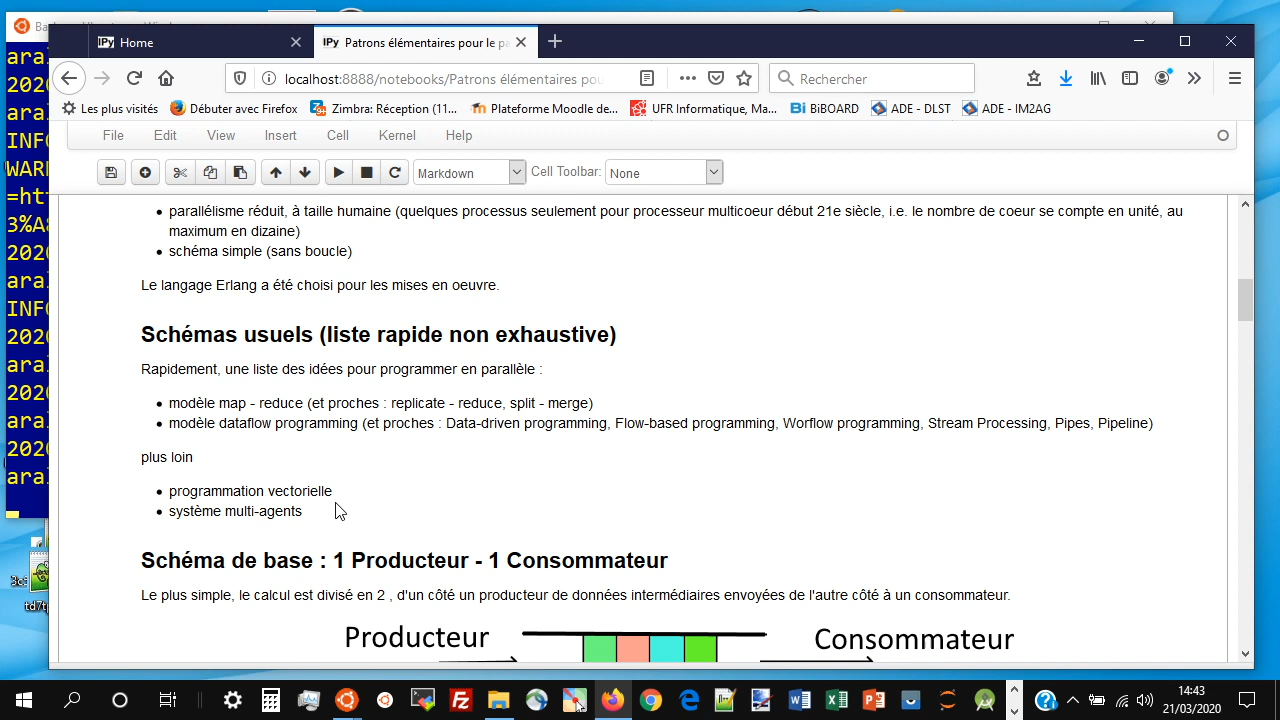 Home
Patrons élémentaires pour le pa
localhost:8888/notebooks/Patrons élémentaires pou
Rechercher
Les plus visités
Débuter avec Firefox
Zimbra: Réception (11...
Plateforme Moodle de...
UFR Informatique, Ma...
BiBOARD
ADE - DLST
ADE - IM2AG
File Edit View Insert Cell Kernel Help
Markdown
Cell Toolbar: None
parallélisme réduit, à taille humaine (quelques processus seulement pour processeur multicoeur début 21e siècle, i.e. le nombre de coeur se compte en unité, au
maximum en dizaine)
schéma simple (sans boucle)
Le langage Erlang a été choisi pour les mises en oeuvre.
Schémas usuels (liste rapide non exhaustive)
Rapidement, une liste des idées pour programmer en parallèle :
modèle map - reduce (et proches : replicate - reduce, split - merge)
modèle dataflow programming (et proches : Data-driven programming, Flow-based programming, Worflow programming, Stream Processing, Pipes, Pipeline)
plus loin
programmation vectorielle
système multi-agents
Schéma de base : 1 Producteur - 1 Consommateur
Le plus simple, le calcul est divisé en 2 , d'un côté un producteur de données intermédiaires envoyées de l'autre côté à un consommateur.
Producteur
Consommateur
14:43
21/03/2020